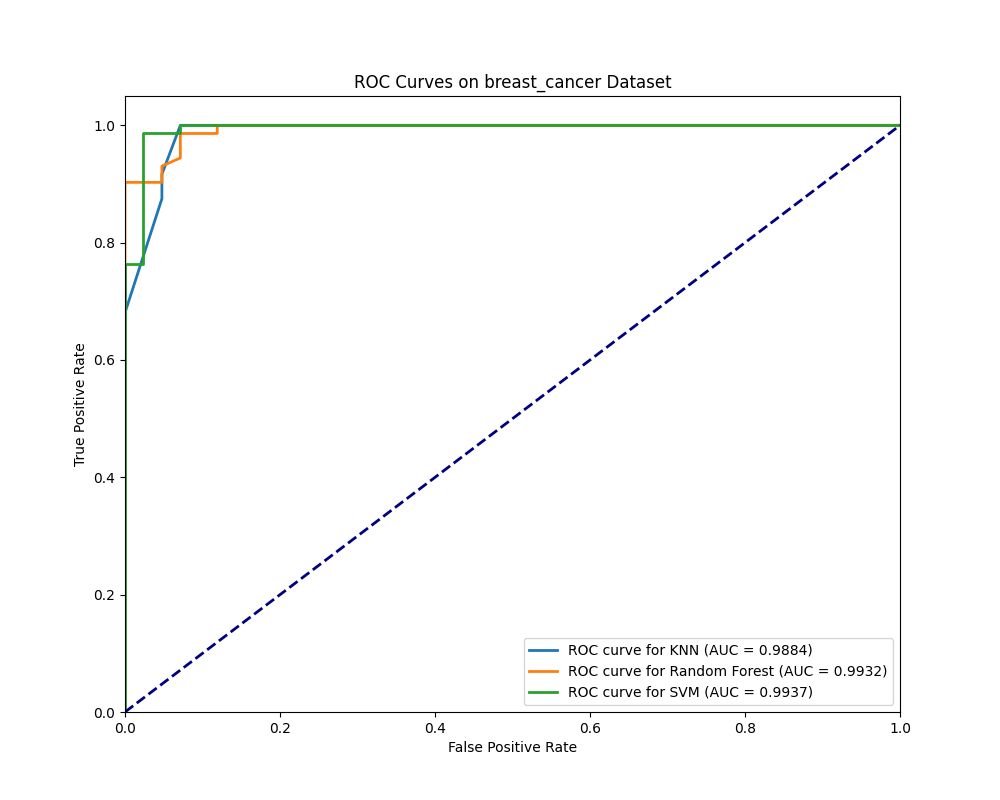 ROC Curves on breast_cancer Dataset
True Positive Rate
1.0
0.8
0.6
0.4
0.2
0.0
0.0 0.2 0.4 0.6 0.8 1.0
False Positive Rate
ROC curve for KNN (AUC = 0.9884)
ROC curve for Random Forest (AUC = 0.9932)
ROC curve for SVM (AUC = 0.9937)